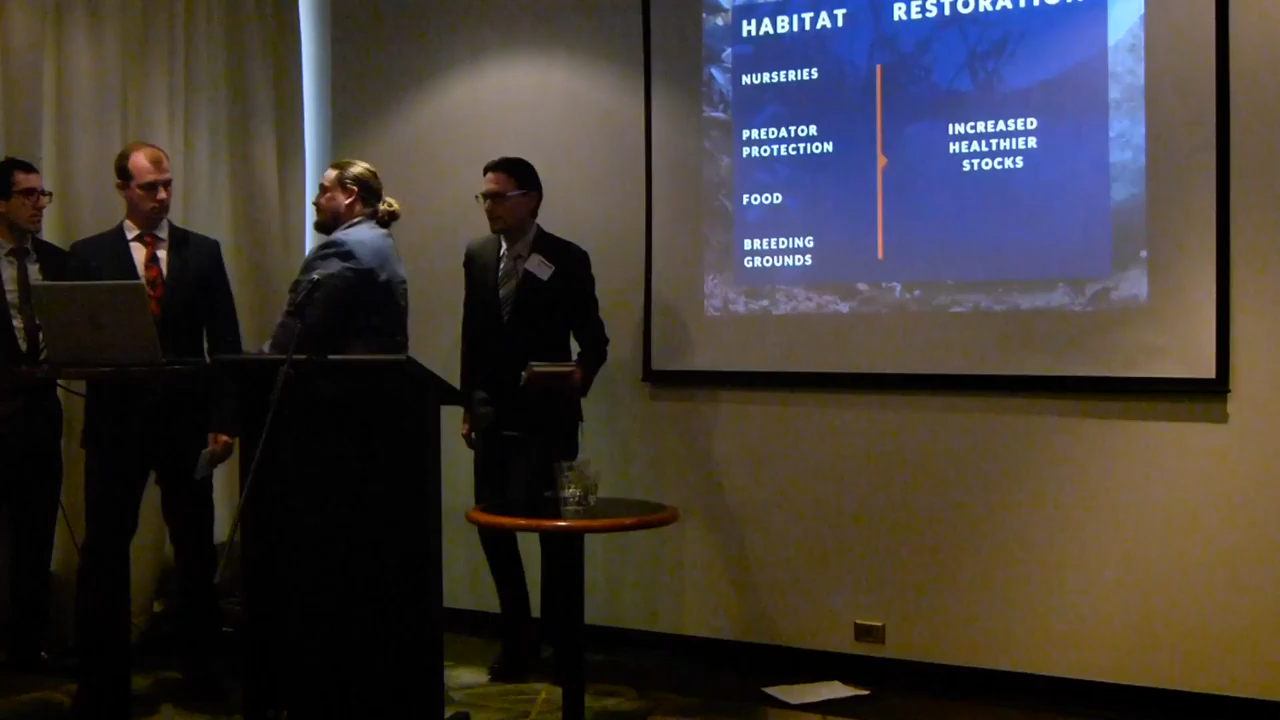 HABITAT
RESTORATION
NURSERIES
PREDATOR
PROTECTION
FOOD
BREEDING
GROUNDS
INCREASED
HEALTHIER
STOCKS